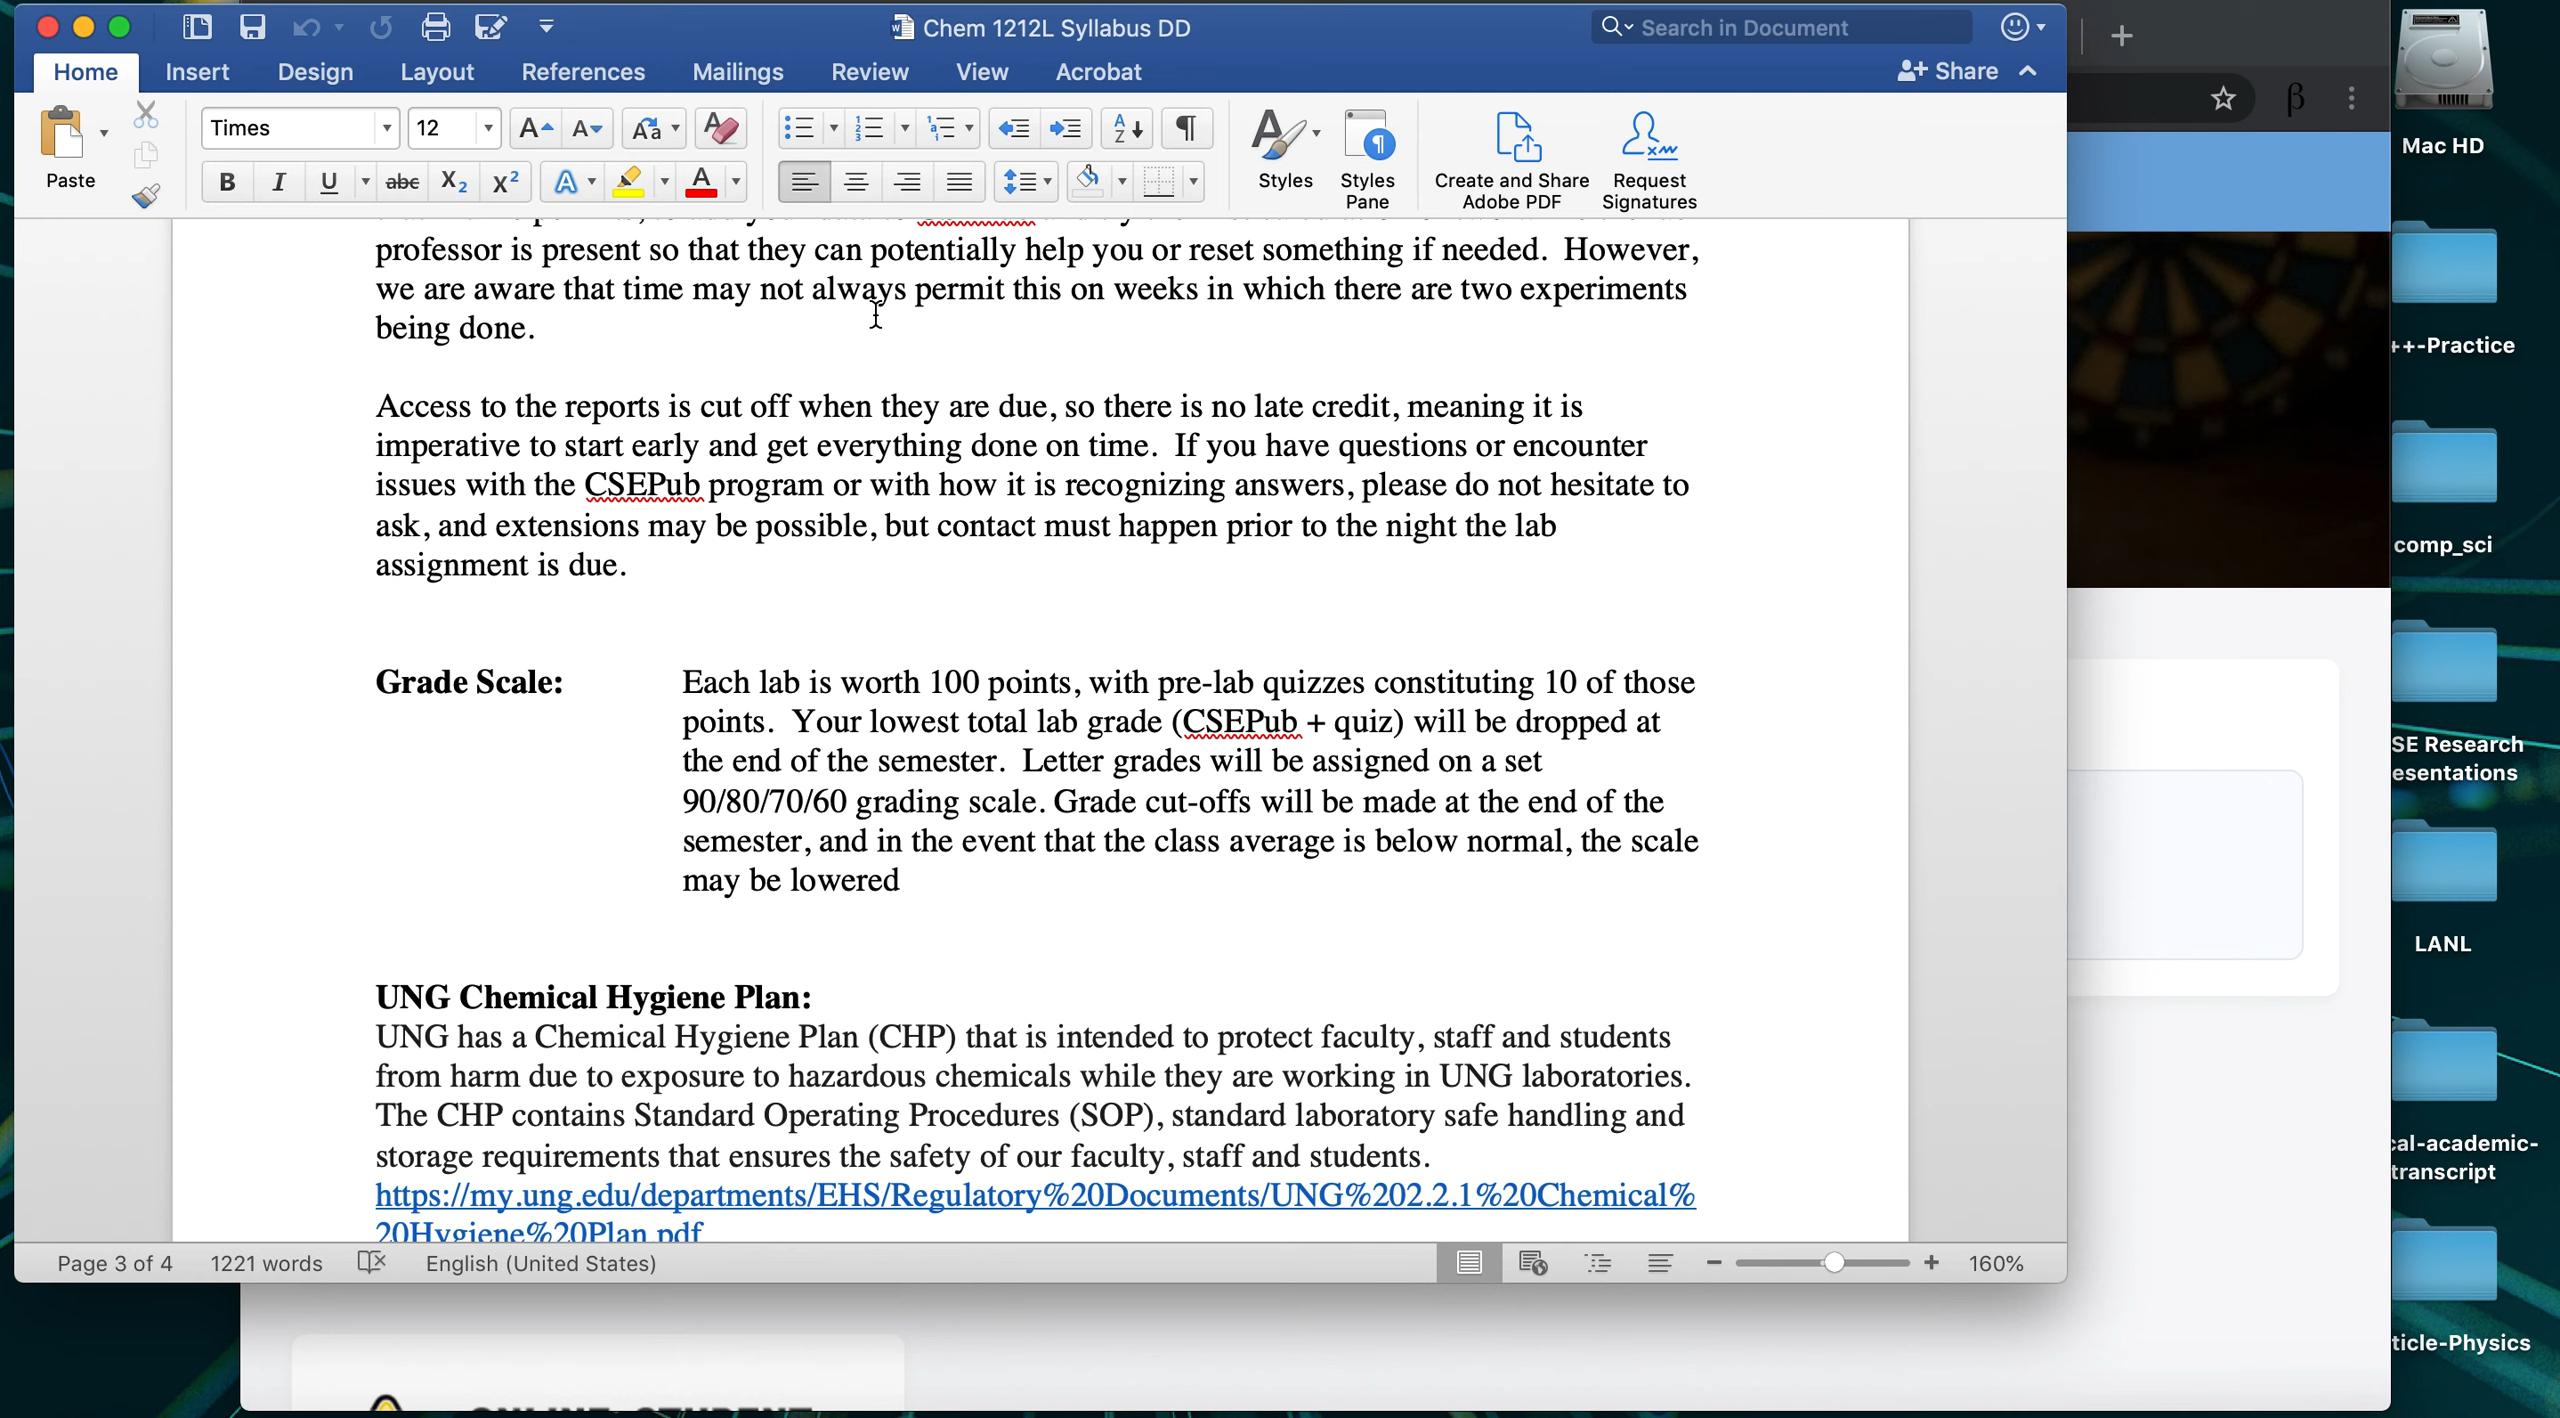 Chem 1212L Syllabus DD
Search in Document
Home Insert Design Layout References Mailings Review View Acrobat
Share
Paste
Times
12
Styles
Styles Pane
Create and Share Adobe PDF
Request Signatures
professor is present so that they can potentially help you or reset something if needed. However,
we are aware that time may not always permit this on weeks in which there are two experiments
being done.
Access to the reports is cut off when they are due, so there is no late credit, meaning it is
imperative to start early and get everything done on time. If you have questions or encounter
issues with the CSEPub program or with how it is recognizing answers, please do not hesitate to
ask, and extensions may be possible, but contact must happen prior to the night the lab
assignment is due.
Grade Scale: Each lab is worth 100 points, with pre-lab quizzes constituting 10 of those
points. Your lowest total lab grade (CSEPub + quiz) will be dropped at
the end of the semester. Letter grades will be assigned on a set
90/80/70/60 grading scale. Grade cut-offs will be made at the end of the
semester, and in the event that the class average is below normal, the scale
may be lowered
UNG Chemical Hygiene Plan:
UNG has a Chemical Hygiene Plan (CHP) that is intended to protect faculty, staff and students
from harm due to exposure to hazardous chemicals while they are working in UNG laboratories.
The CHP contains Standard Operating Procedures (SOP), standard laboratory safe handling and
storage requirements that ensures the safety of our faculty, staff and students.
https://my.ung.edu/departments/EHS/Regulatory%20Documents/UNG%202.2.1%20Chemical%
20Hygiene%20Plan.pdf
Page 3 of 4 1221 words English (United States) 160%
β
Mac HD
++-Practice
comp_sci
SE Research
esentations
LANL
cal-academic-
transcript
ticle-Physics